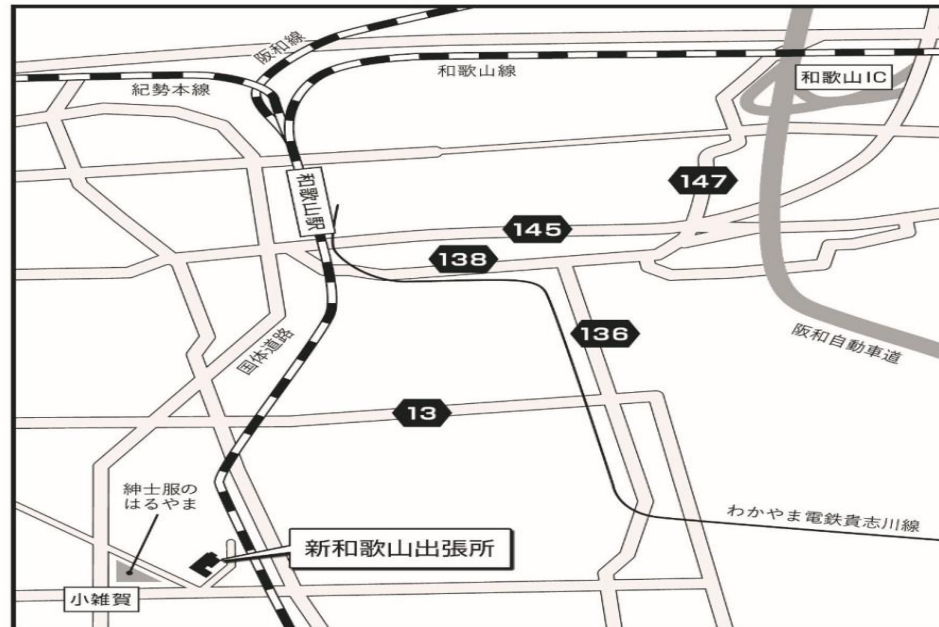 阪和線
紀勢本線
和歌山線
和歌山IC
147
和歌山駅
145
138
136
国体道路
阪和自動車道
13
紳士服の
はるやま
わかやま電鉄貴志川線
新和歌山出張所
小雑賀